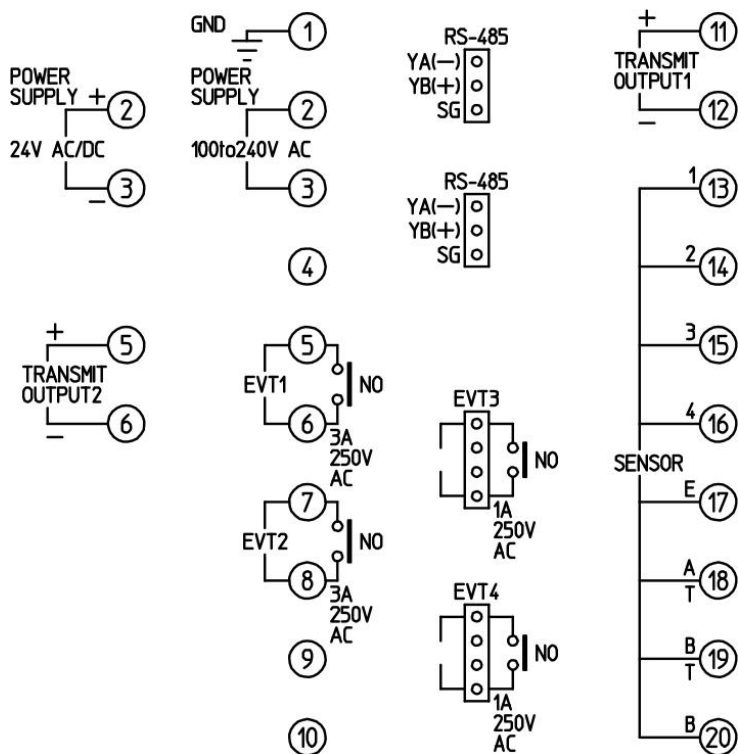 GND
1
POWER
SUPPLY
+
2
24V AC/DC
3
−
POWER
SUPPLY
2
100to240V AC
3
4
+
5
TRANSMIT
OUTPUT2
6
−
5
EVT1
NO
6
3A
250V
AC
7
EVT2
NO
8
3A
250V
AC
9
10
RS-485
YA(−)
YB(+)
SG
RS-485
YA(−)
YB(+)
SG
EVT3
NO
1A
250V
AC
EVT4
NO
1A
250V
AC
+
11
TRANSMIT
OUTPUT1
12
−
1
13
2
14
3
15
4
16
SENSOR
E
17
A
18
T
B
19
T
B
20